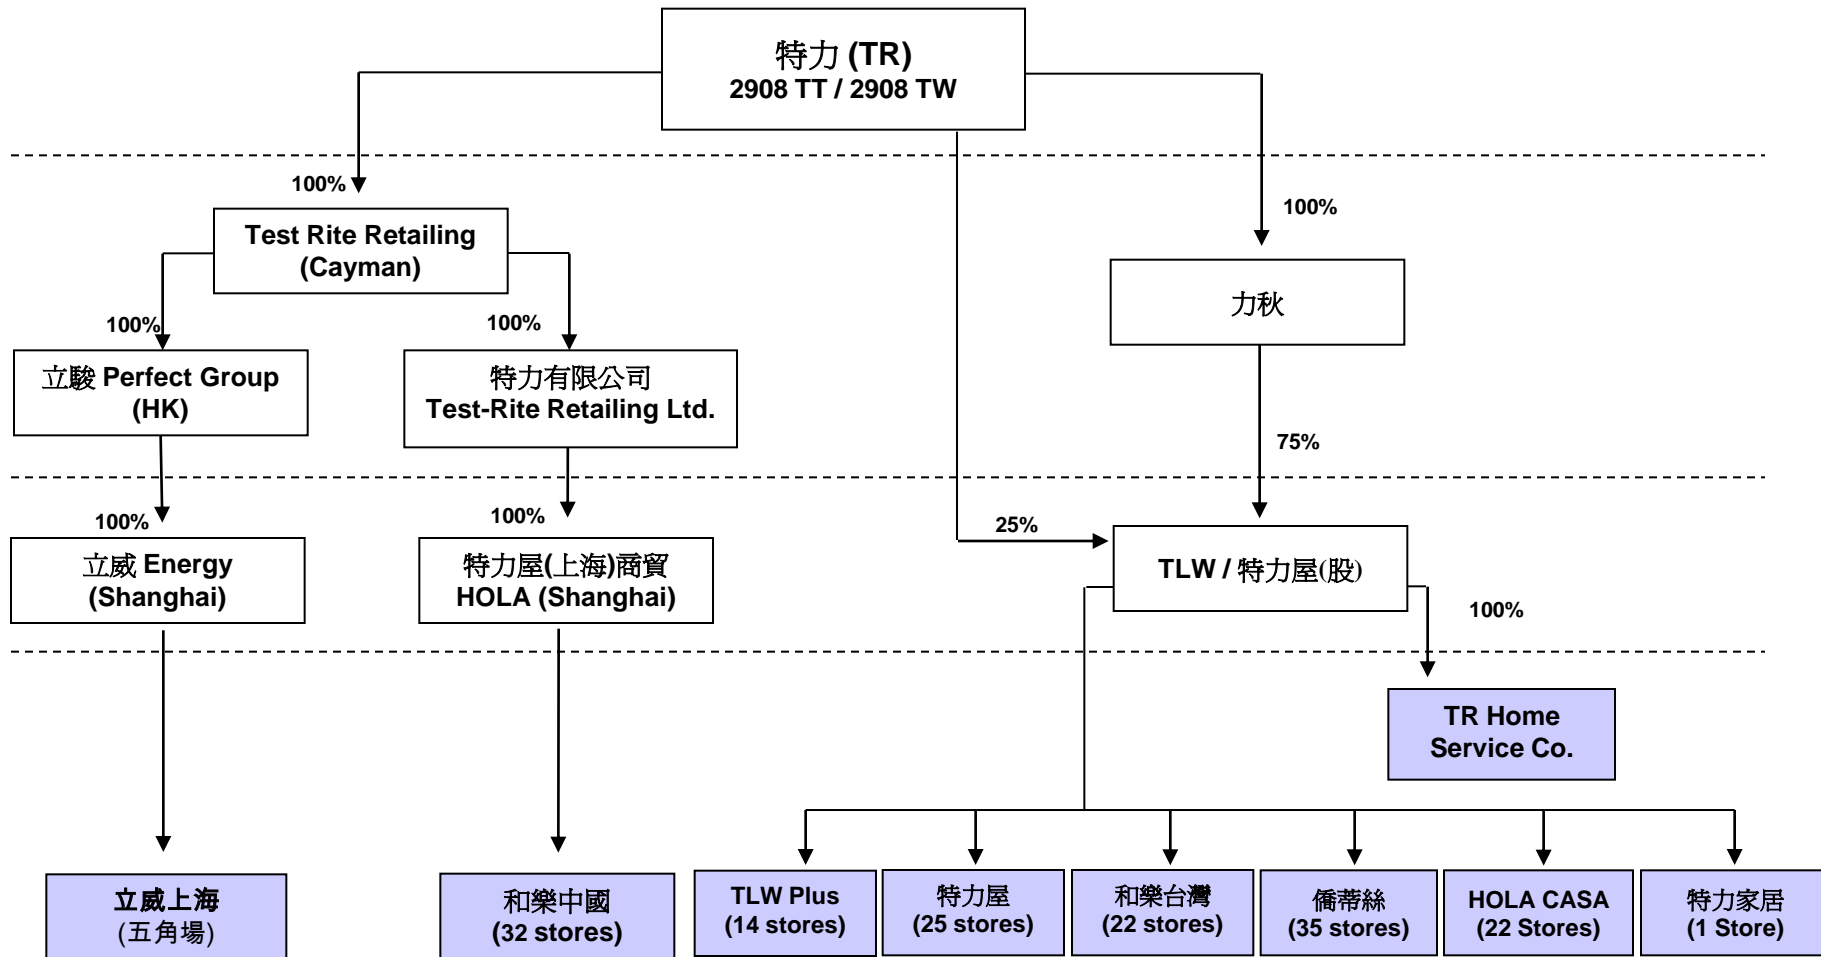 特力 (TR)
2908 TT / 2908 TW
100%
100%
Test Rite Retailing
(Cayman)
力秋
100%
100%
立駿 Perfect Group
(HK)
特力有限公司
Test-Rite Retailing Ltd.
75%
100%
100%
25%
立威 Energy
(Shanghai)
特力屋(上海)商貿
HOLA (Shanghai)
TLW / 特力屋(股)
100%
TR Home
Service Co.
立威上海
(五角場)
和樂中國
(32 stores)
TLW Plus
(14 stores)
特力屋
(25 stores)
和樂台灣
(22 stores)
僑蒂絲
(35 stores)
HOLA CASA
(22 Stores)
特力家居
(1 Store)